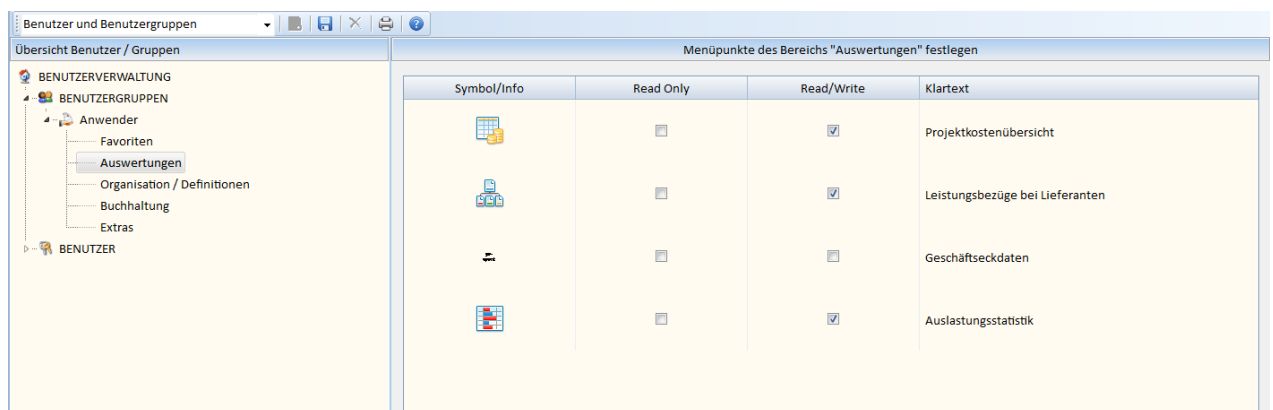 Benutzer und Benutzergruppen
Übersicht Benutzer / Gruppen
Menüpunkte des Bereichs "Auswertungen" festlegen
BENUTZERVERWALTUNG
BENUTZERGRUPPEN
Anwender
Favoriten
Auswertungen
Organisation / Definitionen
Buchhaltung
Extras
BENUTZER
Symbol/Info Read Only Read/Write Klartext
Projektkostenübersicht
Leistungsbezüge bei Lieferanten
Geschäftseckdaten
Auslastungsstatistik